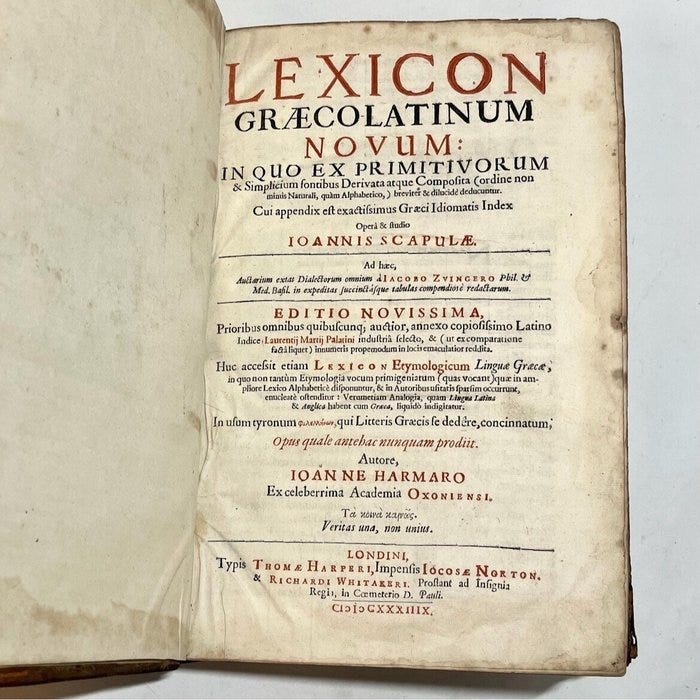 LEXICON
GRÆCO-LATINUM
NOVUM:
IN QUO EX PRIMITIVORUM
& Simplicium fontibus Derivata atque Composita (ordine non
minùs Naturali, quàm Alphabetico,) breviter & dilucidè deducuntur.
Cui appendix est exactissimus Græci Idiomatis Index
Operâ & studio
IOANNIS SCAPULÆ.
Ad hæc,
Auctarium extat Dialectorum omnium à IACOBO ZVINGERO Phil. &
Med. Basil. in expeditas succinctásque tabulas compendiosè redactarum.
EDITIO NOVISSIMA,
Prioribus omnibus quibuscunq; auctior, annexo copiosissimo Latino
Indice: Laurentij Martij Palatini industriâ selecto, & (ut ex comparatione
factâ liquet) innumeris propemodum in locis emaculatior reddita.
Huc accessit etiam LEXICON Etymologicum Linguæ Græcæ;
in quo non tantùm Etymologia vocum primigeniarum (quas vocant) quæ in am-
pliore Lexico Alphabeticè disponuntur, & in Autoribus usitatis sparsim occurrunt,
enucleatè ostenditur: Verumetiam Analogia, quam Lingua Latina
& Anglica habent cum Græca, liquidò indigitatur.
In usum tyronum φιλελλήνων, qui Litteris Græcis se dedêre, concinnatum;
Opus quale antehac nunquam prodiit.
Autore,
IOANNE HARMARO
Ex celeberrima Academia OXONIENSI.
Τὰ κοινὰ καινῶς.
Veritas una, non unius.
LONDINI,
Typis THOMÆ HARPERI, Impensis IOCOSÆ NORTON,
& RICHARDI WHITAKERI. Prostant ad Insignia
Regis, in Cœmeterio D. Pauli.
CIↃIↃCXXXIIIX.